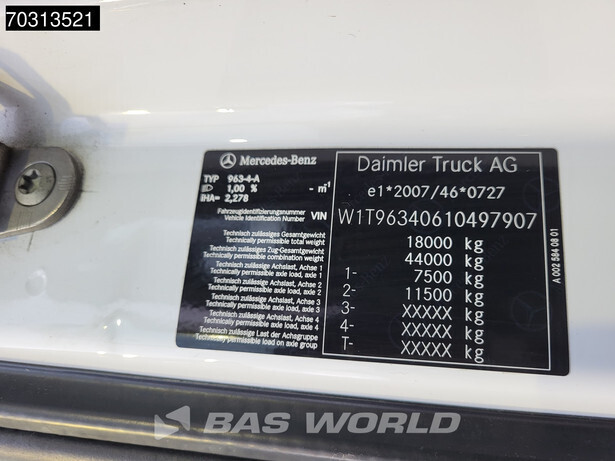 70313521
Mercedes-Benz
Daimler Truck AG
TYP 963-4-A
1,00 % - m⁻¹
iHA= 2,278
e1*2007/46*0727
Fahrzeugidentifizierungsnummer
Vehicle Identification Number VIN
W1T96340610497907
Technisch zulässiges Gesamtgewicht
Technically permissible total weight
18000 kg
Technisch zulässiges Zug-Gesamtgewicht
Technically permissible combination weight
44000 kg
Technisch zulässige Achslast, Achse 1
Technically permissible axle load, axle 1
1- 7500 kg
Technisch zulässige Achslast, Achse 2
Technically permissible axle load, axle 2
2- 11500 kg
Technisch zulässige Achslast, Achse 3
Technically permissible axle load, axle 3
3- XXXXX kg
Technisch zulässige Achslast, Achse 4
Technically permissible axle load, axle 4
4- XXXXX kg
Technisch zulässige Last der Achsgruppe
Technically permissible load on axle group
T- XXXXX kg
A 002 584 08 01
BAS WORLD